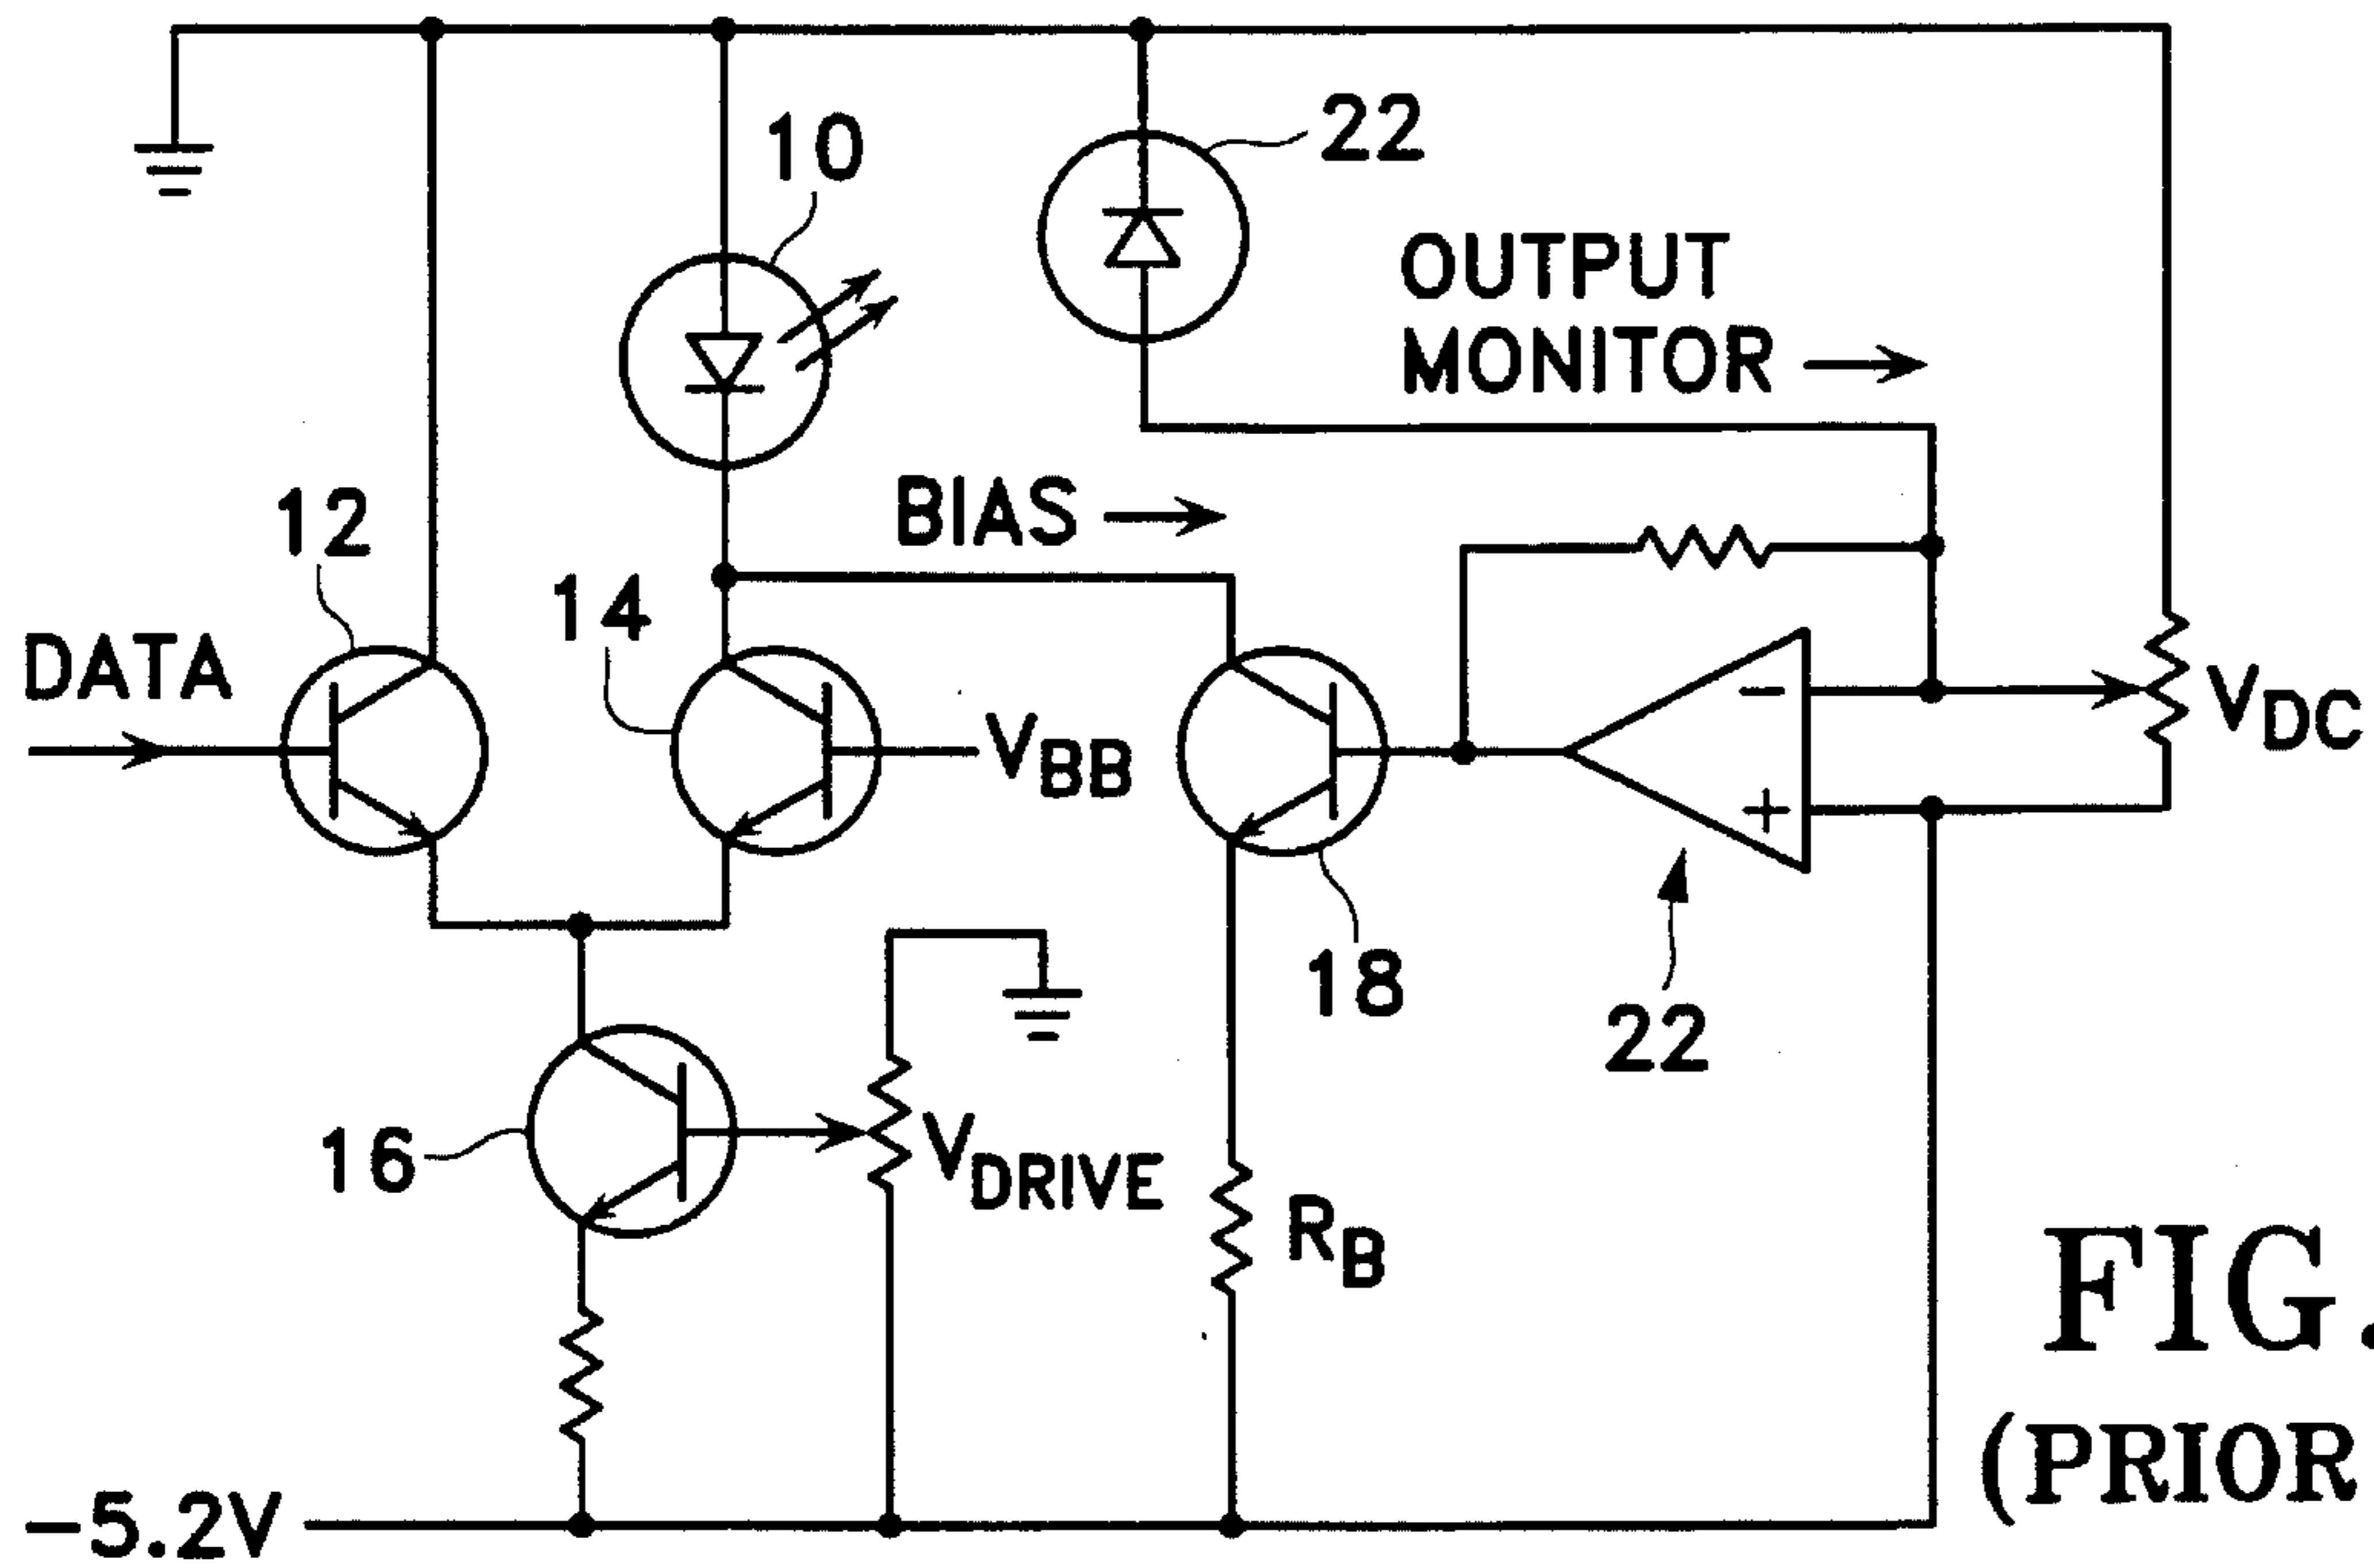 10
22
OUTPUT
MONITOR
12
BIAS
14
DATA
VBB
− 
VDC
+
18
22
16
VDRIVE
RB
FIG.
(PRIOR
−5.2V